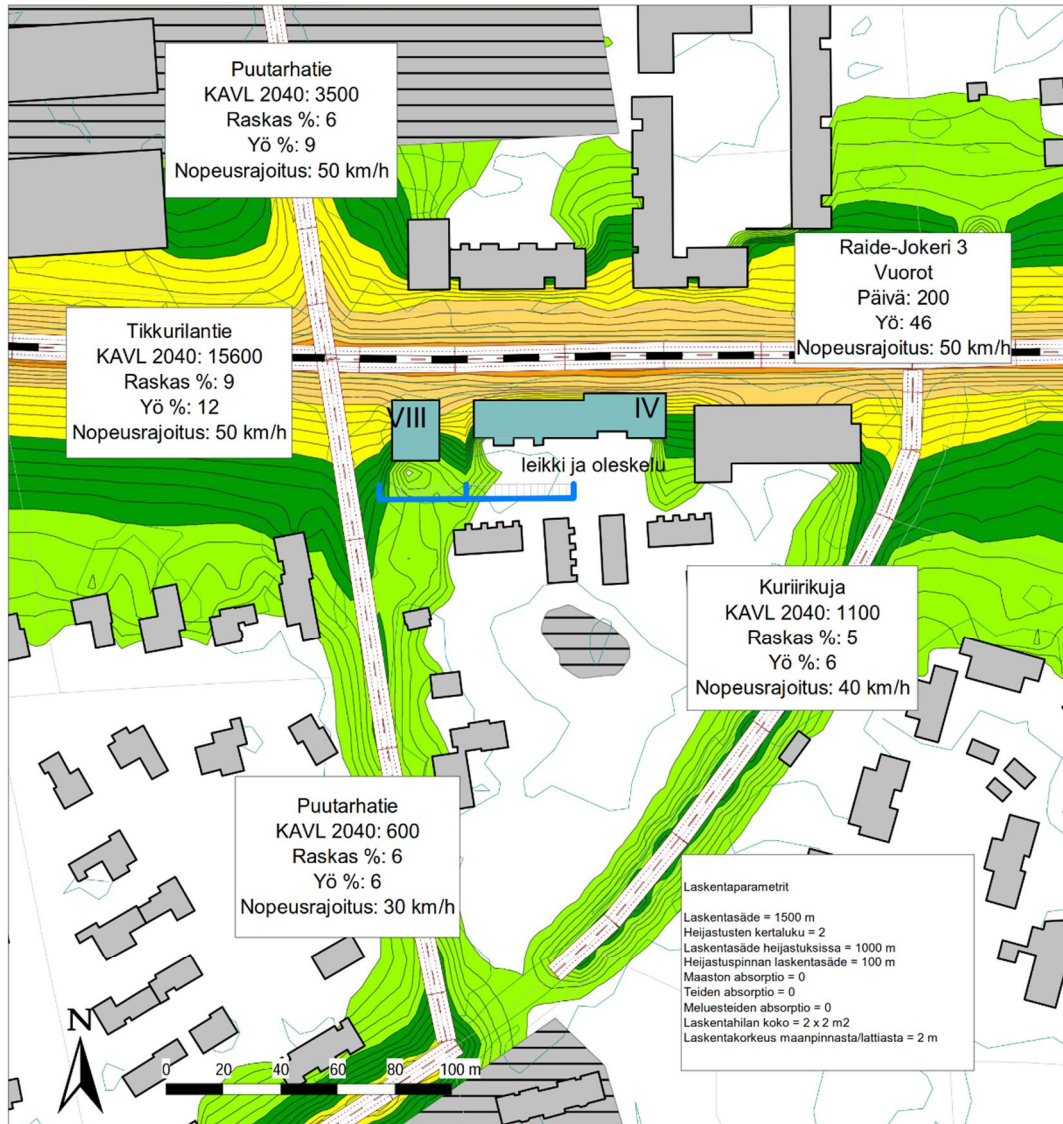 Puutarhatie
KAVL 2040: 3500
Raskas %: 6
Yö %: 9
Nopeusrajoitus: 50 km/h
Raide-Jokeri 3
Vuorot
Päivä: 200
Yö: 46
Nopeusrajoitus: 50 km/h
Tikkurilantie
KAVL 2040: 15600
Raskas %: 9
Yö %: 12
Nopeusrajoitus: 50 km/h
VIII
IV
leikki ja oleskelu
Kuriirikuja
KAVL 2040: 1100
Raskas %: 5
Yö %: 6
Nopeusrajoitus: 40 km/h
Puutarhatie
KAVL 2040: 600
Raskas %: 6
Yö %: 6
Nopeusrajoitus: 30 km/h
Laskentaparametrit
Laskentasäde = 1500 m
Heijastusten kertaluku = 2
Laskentasäde heijastuksissa = 1000 m
Heijastuspinnan laskentasäde = 100 m
Maaston absorptio = 0
Teiden absorptio = 0
Meluesteiden absorptio = 0
Laskentahilan koko = 2 x 2 m2
Laskentakorkeus maanpinnasta/lattiasta = 2 m
N
0 20 40 60 80 100 m